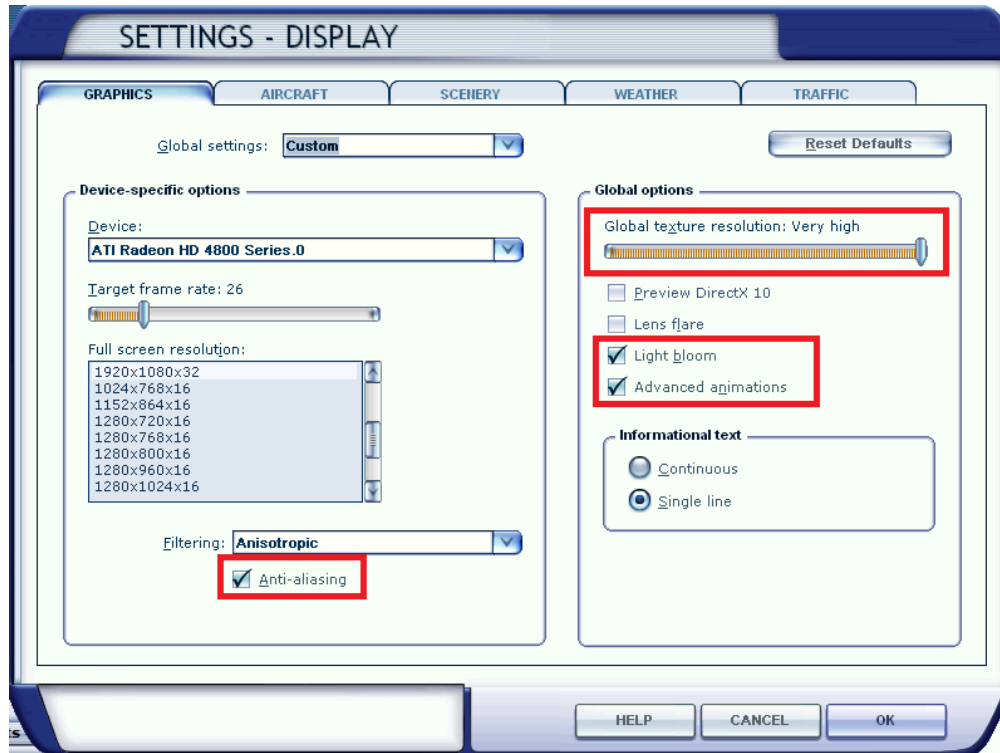 SETTINGS - DISPLAY
GRAPHICS
AIRCRAFT
SCENERY
WEATHER
TRAFFIC
Global settings: Custom
Reset Defaults
Device-specific options
Device:
ATI Radeon HD 4800 Series.0
Target frame rate: 26
Full screen resolution:
1920x1080x32
1024x768x16
1152x864x16
1280x720x16
1280x768x16
1280x800x16
1280x960x16
1280x1024x16
Filtering: Anisotropic
Anti-aliasing
Global options
Global texture resolution: Very high
Preview DirectX 10
Lens flare
Light bloom
Advanced animations
Informational text
Continuous
Single line
HELP
CANCEL
OK